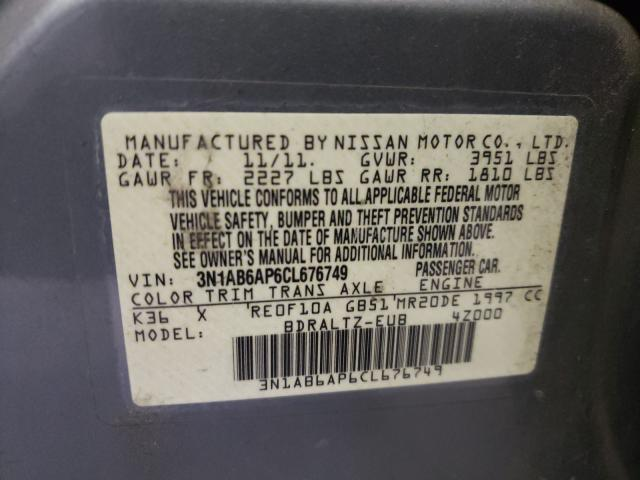 MANUFACTURED BY NISSAN MOTOR CO., LTD.
DATE: 11/11. GVWR: 3951 LBS
GAWR FR: 2227 LBS GAWR RR: 1810 LBS
THIS VEHICLE CONFORMS TO ALL APPLICABLE FEDERAL MOTOR
VEHICLE SAFETY, BUMPER AND THEFT PREVENTION STANDARDS
IN EFFECT ON THE DATE OF MANUFACTURE SHOWN ABOVE.
SEE OWNER'S MANUAL FOR ADDITIONAL INFORMATION.
VIN: 3N1AB6AP6CL676749 PASSENGER CAR.
COLOR TRIM TRANS AXLE ENGINE
K36 X 'RE0F10A GB51'MR20DE 1997 CC
MODEL: BDRALTZ-EUB 4Z000
3N1AB6AP6CL676749